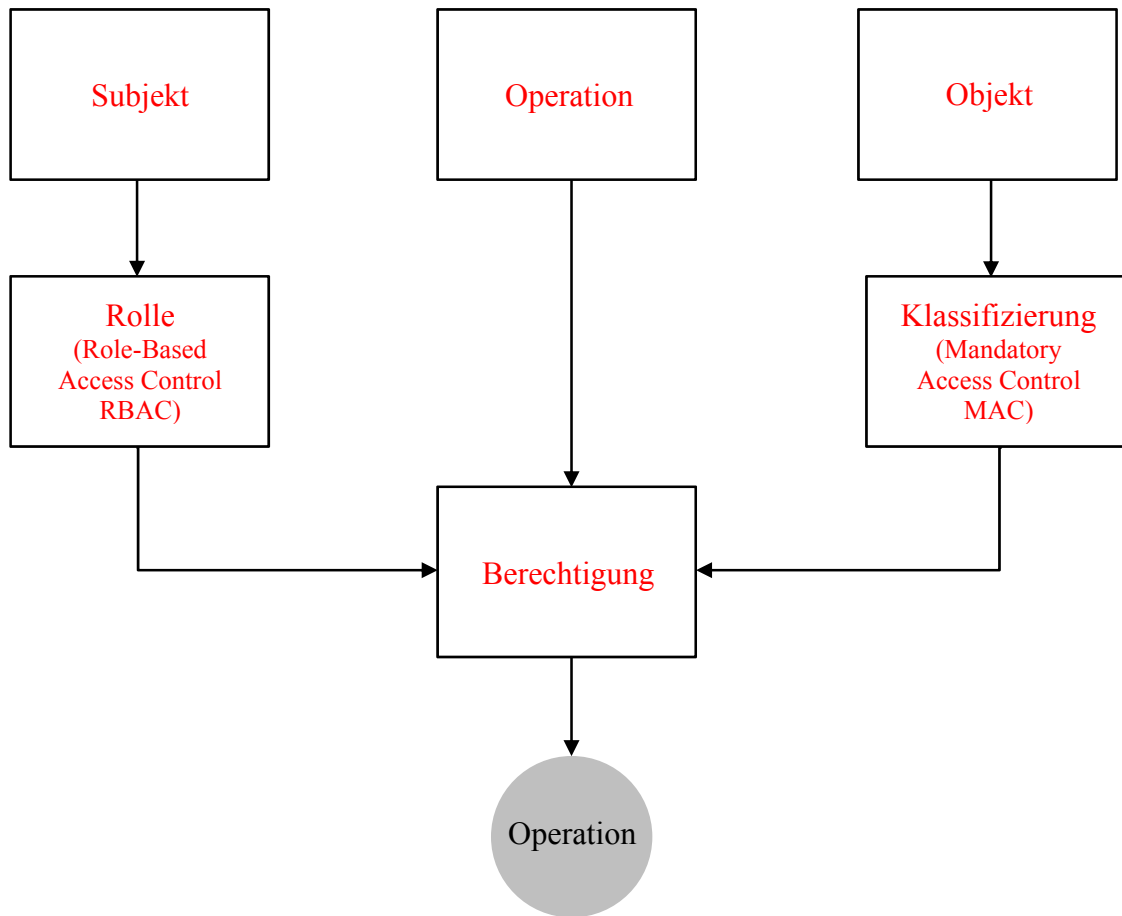 Subjekt
Operation
Objekt
Rolle
(Role-Based
Access Control
RBAC)
Klassifizierung
(Mandatory
Access Control
MAC)
Berechtigung
Operation